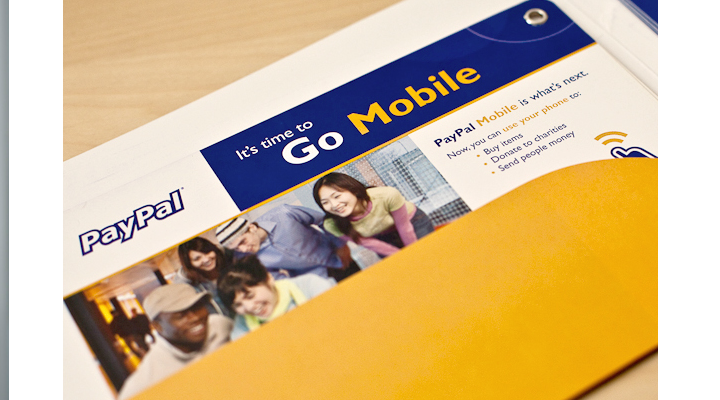 It's time to
Go Mobile
PayPal Mobile is what's next.
Now, you can use your phone to:
• Buy items
• Donate to charities
• Send people money
PayPal®